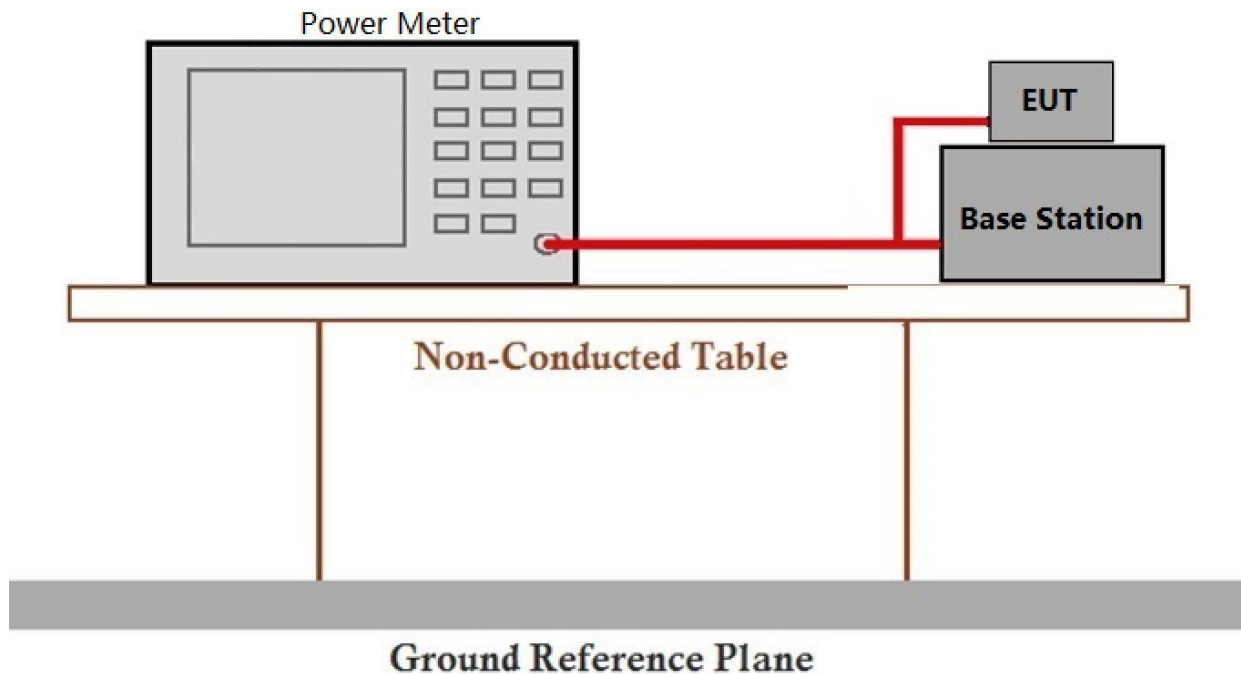 Power Meter
EUT
Base Station
Non-Conducted Table
Ground Reference Plane